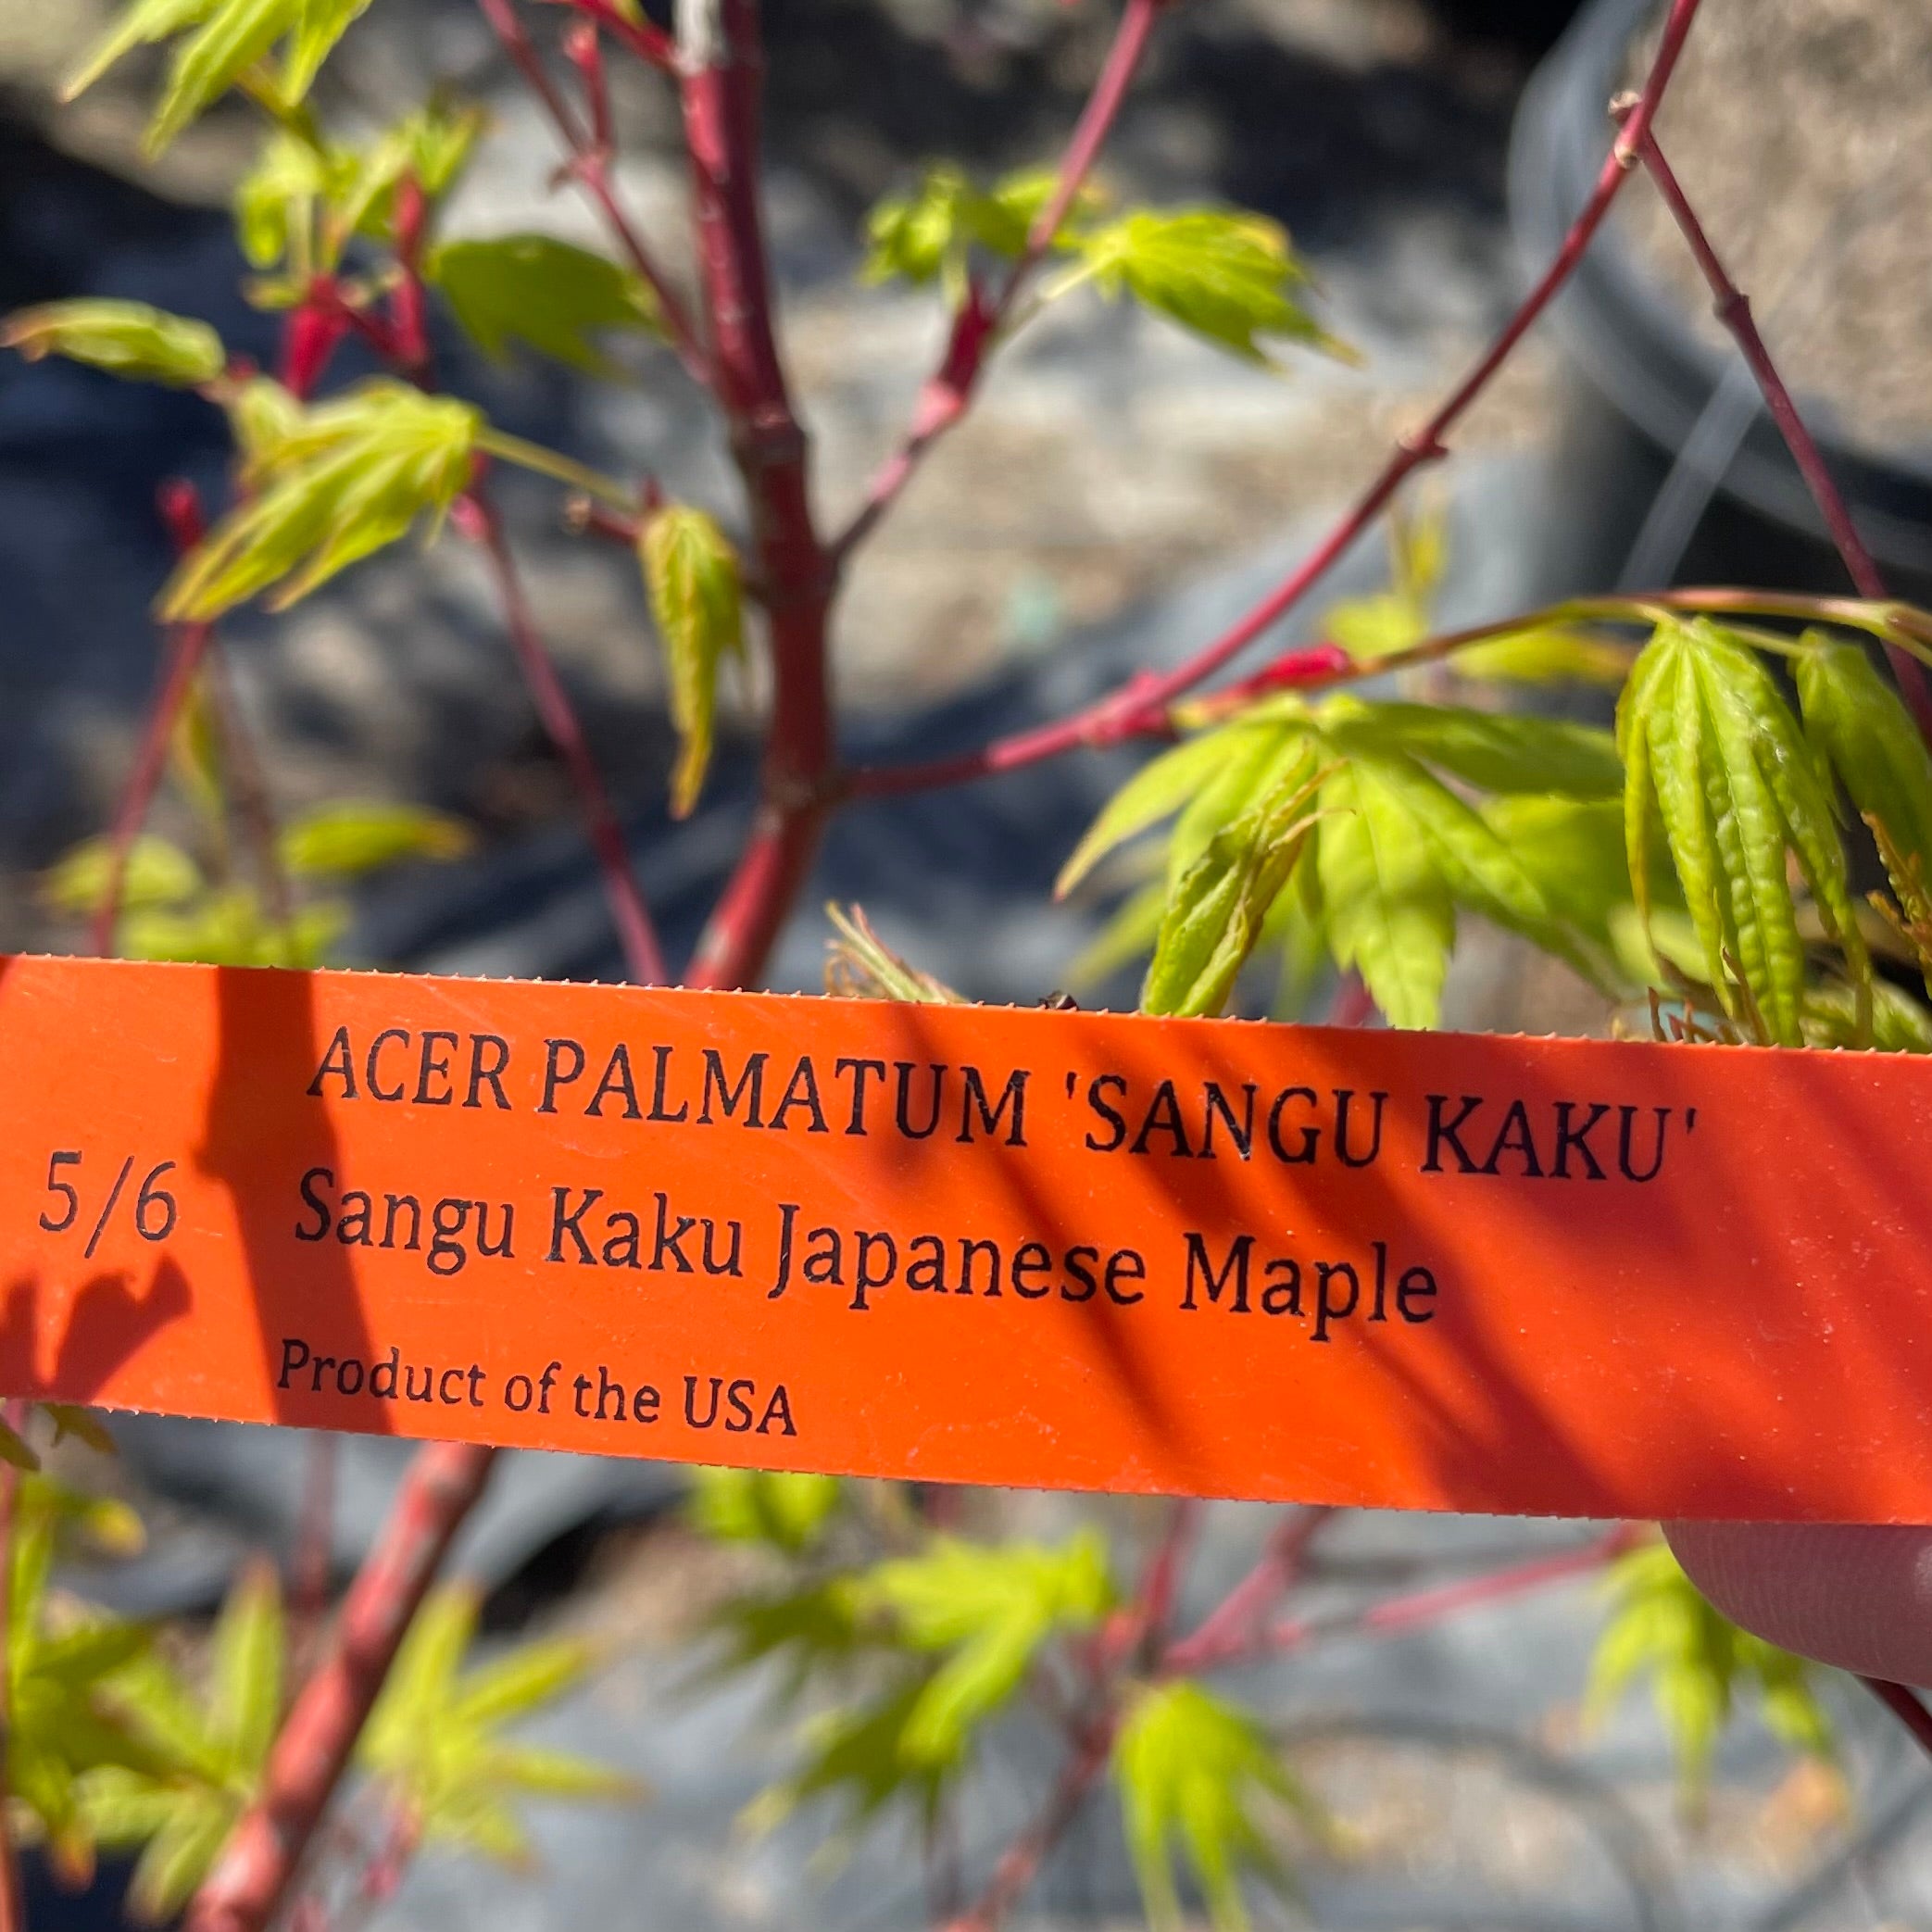 ACER PALMATUM 'SANGU KAKU'
5/6
Sangu Kaku Japanese Maple
Product of the USA